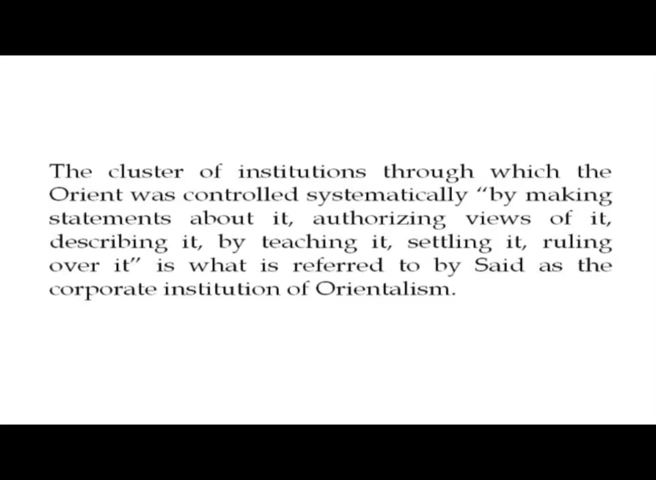 The cluster of institutions through which the
Orient was controlled systematically “by making
statements about it, authorizing views of it,
describing it, by teaching it, settling it, ruling
over it” is what is referred to by Said as the
corporate institution of Orientalism.